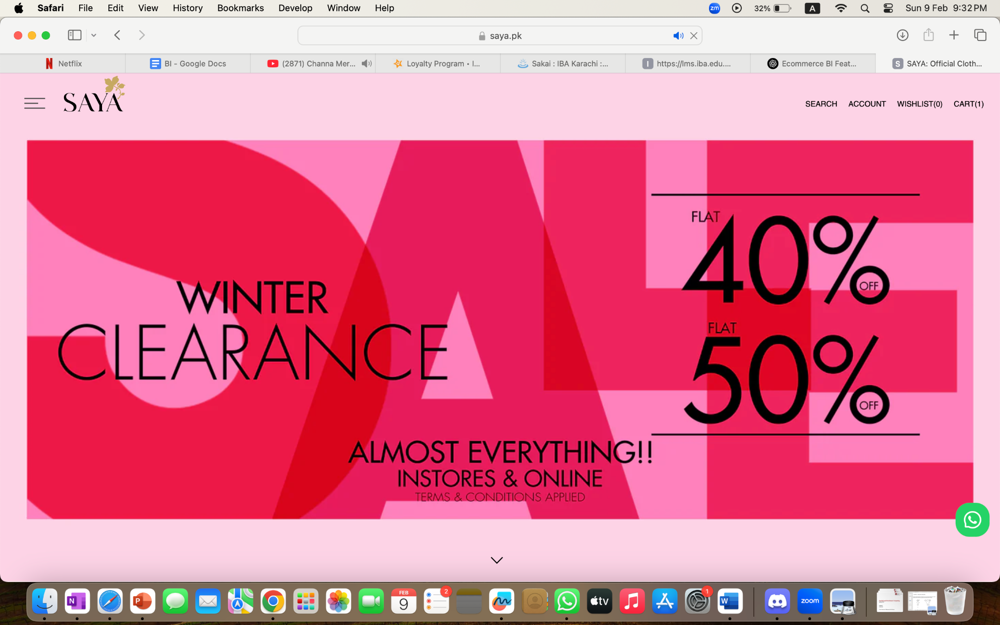 Safari File Edit View History Bookmarks Develop Window Help zm 32% A Sun 9 Feb 9:32 PM
saya.pk
Netflix BI - Google Docs (2871) Channa Mer... Loyalty Program • I... Sakai : IBA Karachi :... I https://lms.iba.edu.... Ecommerce BI Feat... S SAYA: Official Cloth...
SAYA
SEARCH ACCOUNT WISHLIST(0) CART(1)
SALE
WINTER
CLEARANCE
FLAT
40%
OFF
FLAT
50%
OFF
ALMOST EVERYTHING!!
INSTORES & ONLINE
TERMS & CONDITIONS APPLIED
N P FEB 9 2 tv 1 W zoom